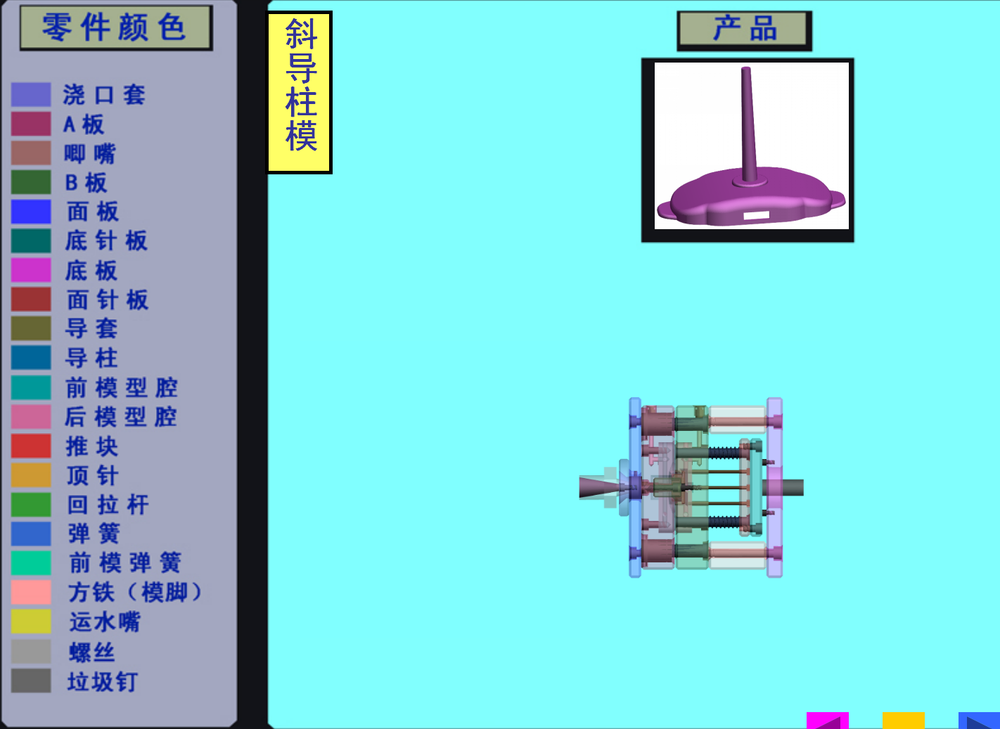 零件颜色
浇口套
A板
唧嘴
B板
面板
底针板
底板
面针板
导套
导柱
前模型腔
后模型腔
推块
顶针
回拉杆
弹簧
前模弹簧
方铁（模脚）
运水嘴
螺丝
垃圾钉
斜导柱模
产品